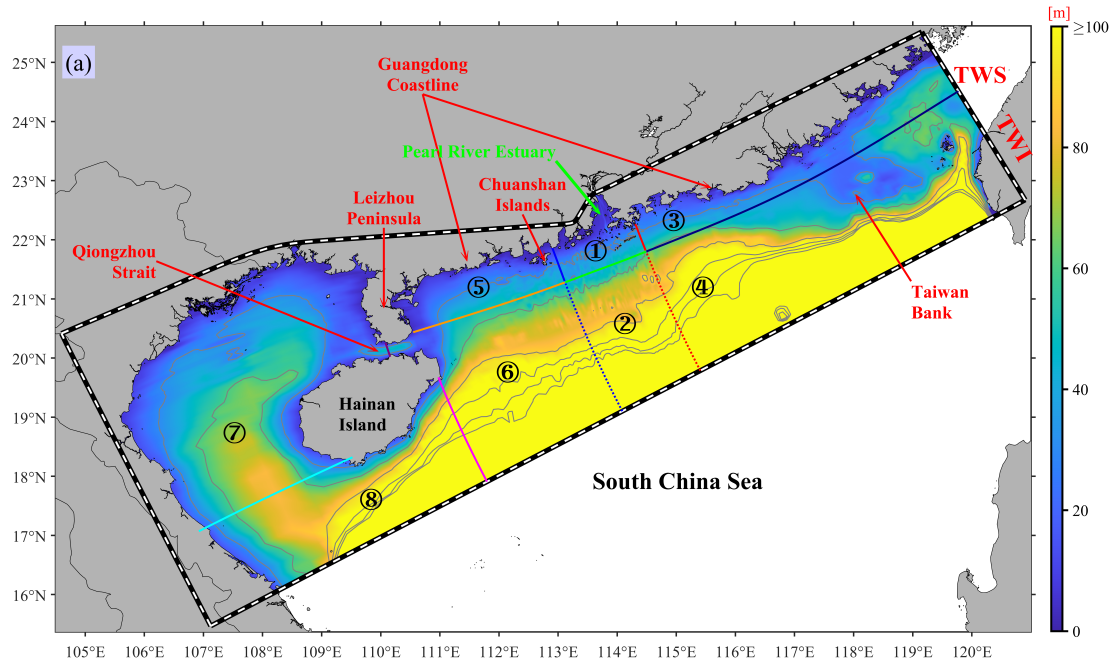 [m]
≥100
(a)
25°N
24°N
23°N
22°N
21°N
20°N
19°N
18°N
17°N
16°N
Guangdong
Coastline
TWS
TWI
Pearl River Estuary
Chuanshan
Islands
Leizhou
Peninsula
Qiongzhou
Strait
③
①
⑤
④
②
⑥
Taiwan
Bank
Hainan
Island
⑦
⑧
South China Sea
80
60
40
20
0
105°E
106°E
107°E
108°E
109°E
110°E
111°E
112°E
113°E
114°E
115°E
116°E
117°E
118°E
119°E
120°E